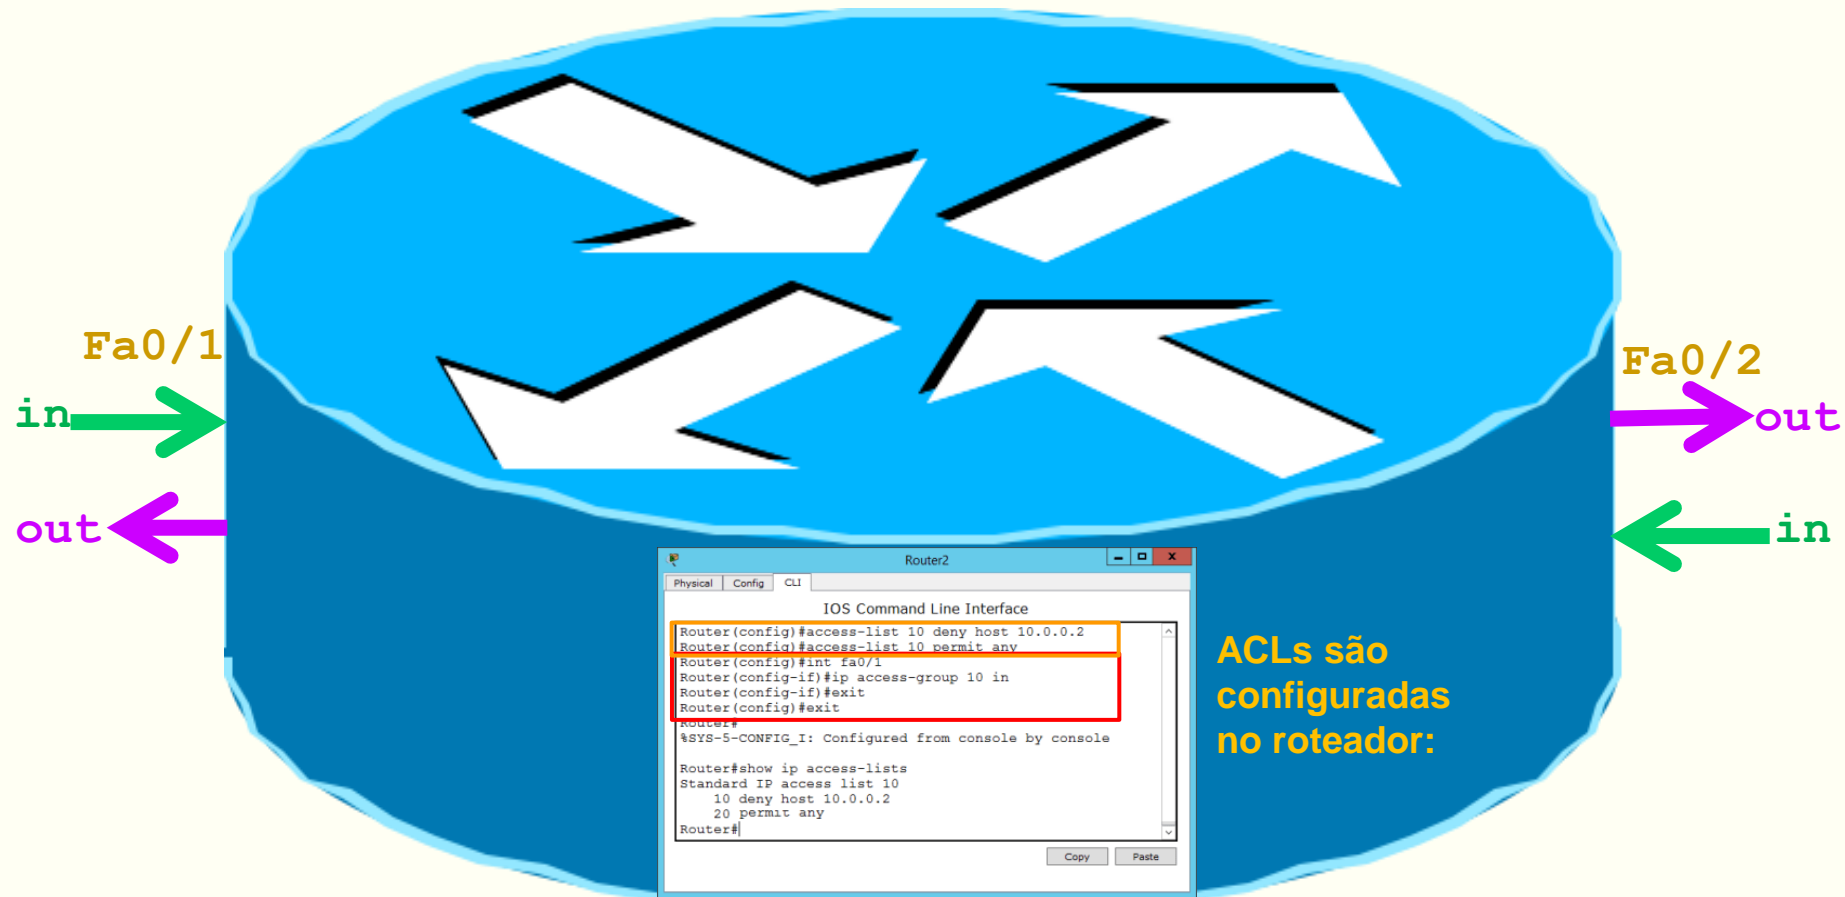 Fa0/1
in
out
Fa0/2
out
in
Router2
Physical Config CLI
IOS Command Line Interface
Router(config)#access-list 10 deny host 10.0.0.2
Router(config)#access-list 10 permit any
Router(config)#int fa0/1
Router(config-if)#ip access-group 10 in
Router(config-if)#exit
Router(config)#exit
Router#
%SYS-5-CONFIG_I: Configured from console by console
Router#show ip access-lists
Standard IP access list 10
10 deny host 10.0.0.2
20 permit any
Router#
Copy Paste
ACLs são
configuradas
no roteador: